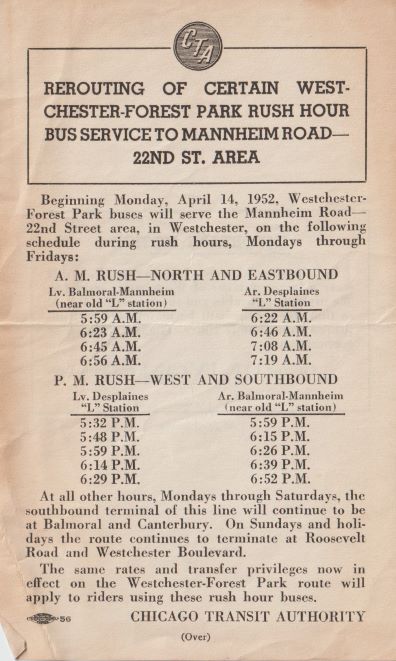 CTA
REROUTING OF CERTAIN WEST-
CHESTER-FOREST PARK RUSH HOUR
BUS SERVICE TO MANNHEIM ROAD—
22ND ST. AREA
Beginning Monday, April 14, 1952, Westchester-
Forest Park buses will serve the Mannheim Road—
22nd Street area, in Westchester, on the following
schedule during rush hours, Mondays through
Fridays:
A. M. RUSH—NORTH AND EASTBOUND
Lv. Balmoral-Mannheim Ar. Desplaines
(near old "L" station) "L" Station
5:59 A.M. 6:22 A.M.
6:23 A.M. 6:46 A.M.
6:45 A.M. 7:08 A.M.
6:56 A.M. 7:19 A.M.
P. M. RUSH—WEST AND SOUTHBOUND
Lv. Desplaines Ar. Balmoral-Mannheim
"L" Station (near old "L" station)
5:32 P.M. 5:59 P.M.
5:48 P.M. 6:15 P.M.
5:59 P.M. 6:26 P.M.
6:14 P.M. 6:39 P.M.
6:29 P.M. 6:52 P.M.
At all other hours, Mondays through Saturdays, the
southbound terminal of this line will continue to be
at Balmoral and Canterbury. On Sundays and holi-
days the route continues to terminate at Roosevelt
Road and Westchester Boulevard.
The same rates and transfer privileges now in
effect on the Westchester-Forest Park route will
apply to riders using these rush hour buses.
56 CHICAGO TRANSIT AUTHORITY
(Over)